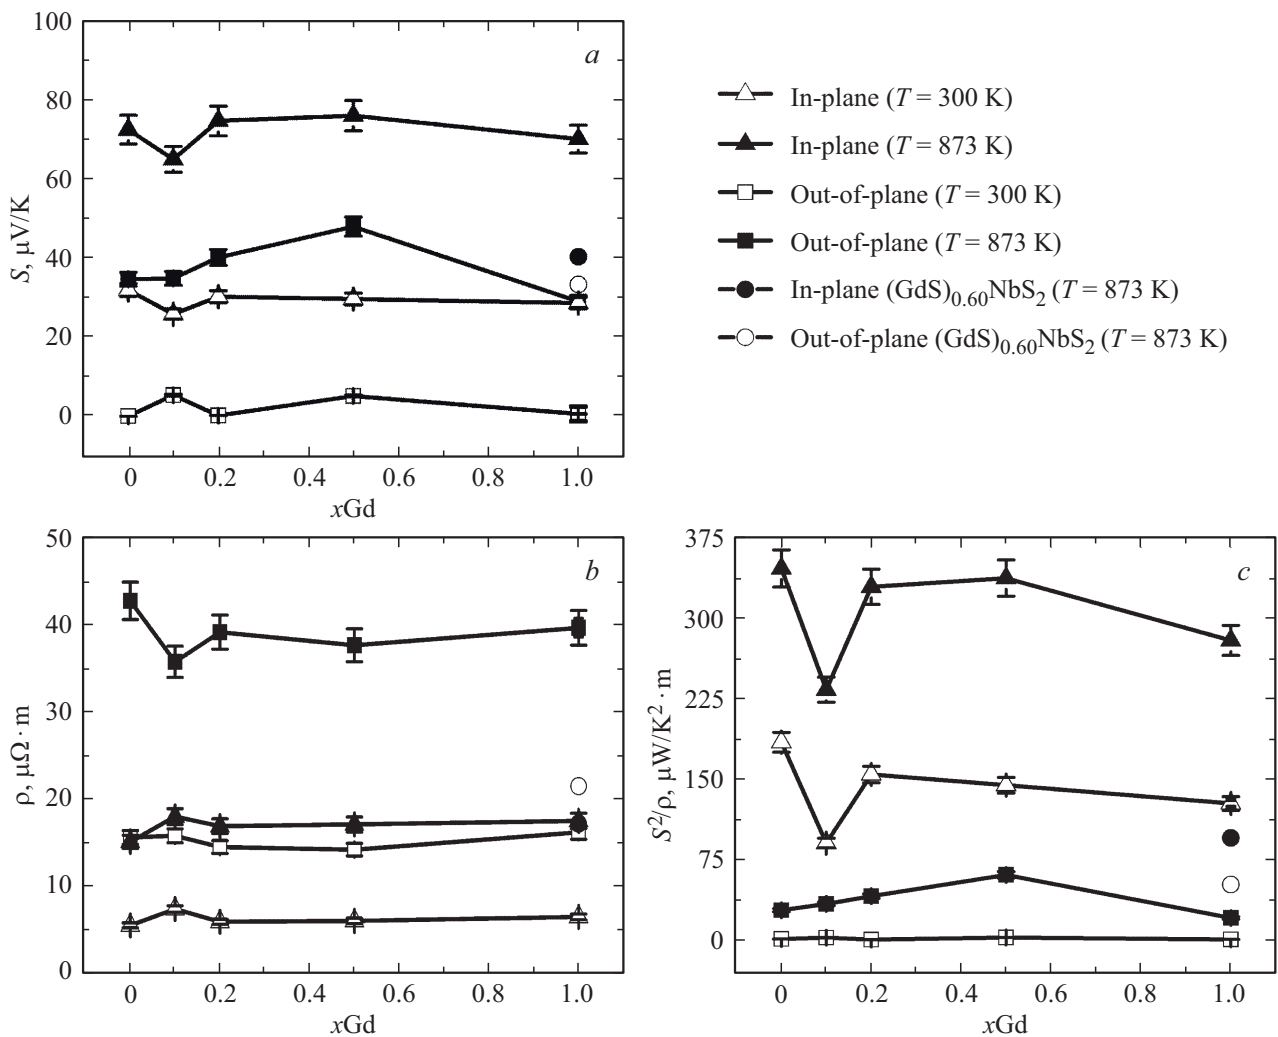 100
80
60
40
20
0
S, μV/K
a
0 0.2 0.4 0.6 0.8 1.0
xGd
In-plane (T = 300 K)
In-plane (T = 873 K)
Out-of-plane (T = 300 K)
Out-of-plane (T = 873 K)
In-plane (GdS)0.60NbS2 (T = 873 K)
Out-of-plane (GdS)0.60NbS2 (T = 873 K)
50
40
30
20
10
0
ρ, μΩ · m
b
0 0.2 0.4 0.6 0.8 1.0
xGd
375
300
225
150
75
0
S²/ρ, μW/K² · m
c
0 0.2 0.4 0.6 0.8 1.0
xGd